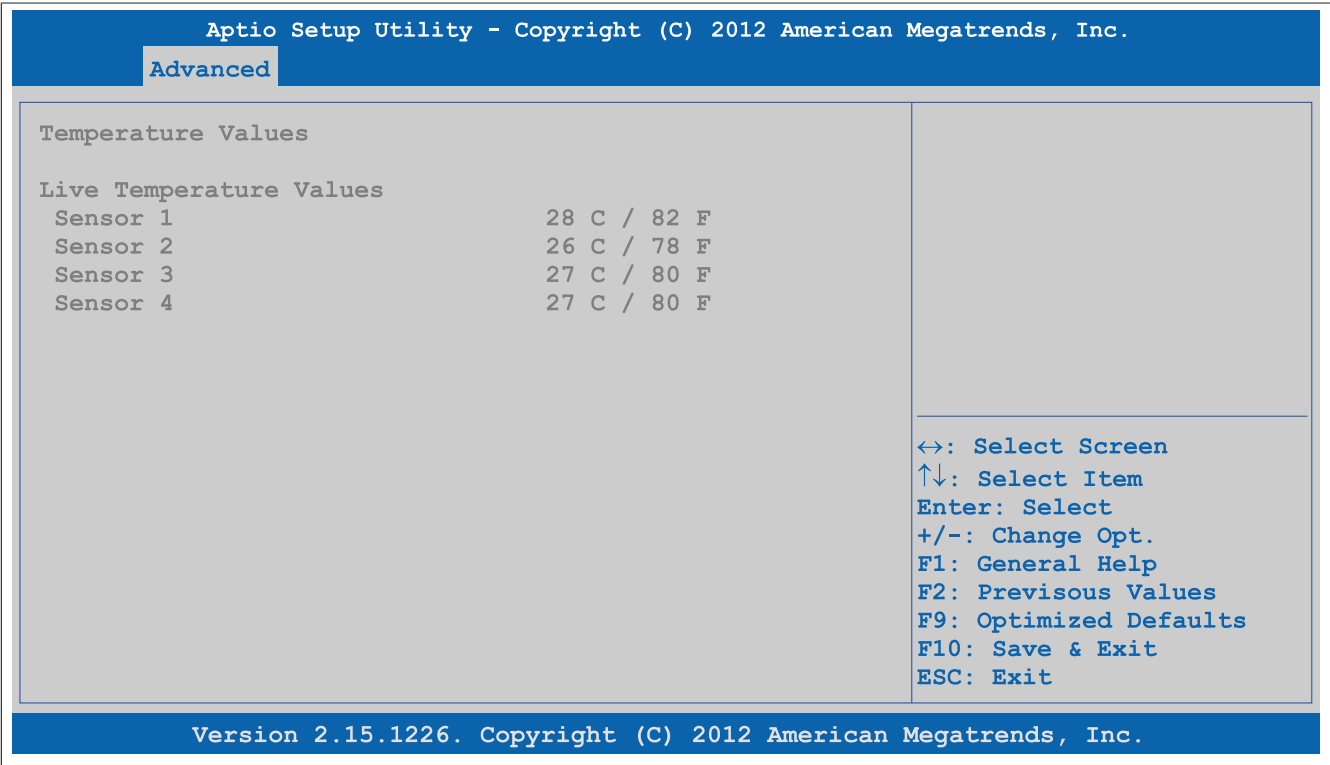 Aptio Setup Utility - Copyright (C) 2012 American Megatrends, Inc.
Advanced
Temperature Values
Live Temperature Values
Sensor 1 28 C / 82 F
Sensor 2 26 C / 78 F
Sensor 3 27 C / 80 F
Sensor 4 27 C / 80 F
↔: Select Screen
↑↓: Select Item
Enter: Select
+/-: Change Opt.
F1: General Help
F2: Previsous Values
F9: Optimized Defaults
F10: Save & Exit
ESC: Exit
Version 2.15.1226. Copyright (C) 2012 American Megatrends, Inc.